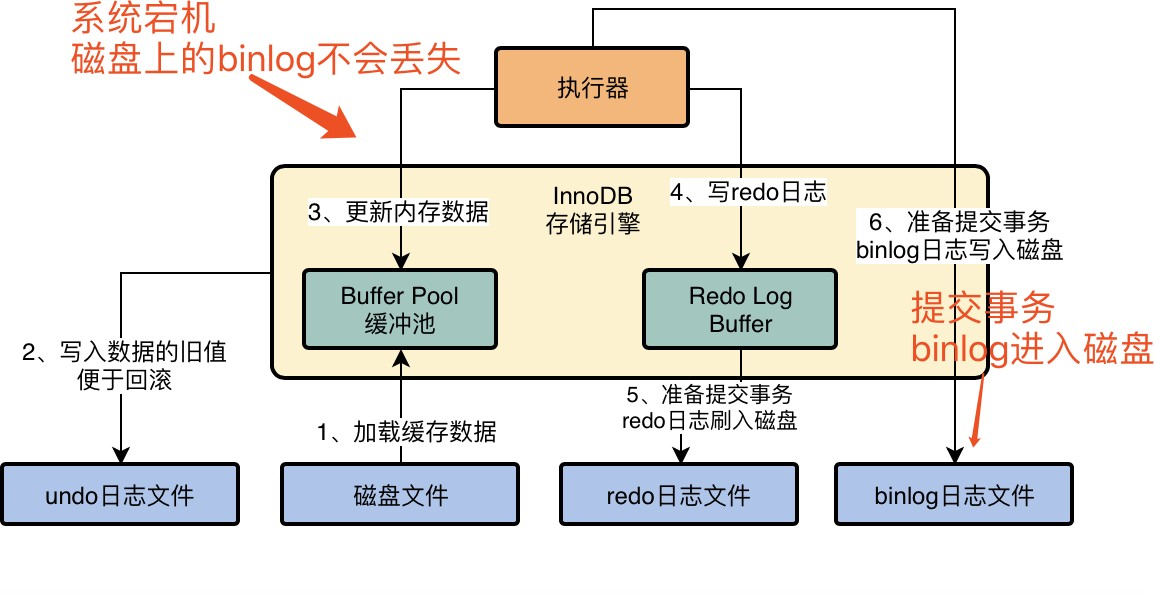 系统宕机
磁盘上的binlog不会丢失
执行器
InnoDB
存储引擎
3、更新内存数据
4、写redo日志
6、准备提交事务
binlog日志写入磁盘
Buffer Pool
缓冲池
Redo Log
Buffer
提交事务
binlog进入磁盘
2、写入数据的旧值
便于回滚
1、加载缓存数据
5、准备提交事务
redo日志刷入磁盘
undo日志文件
磁盘文件
redo日志文件
binlog日志文件